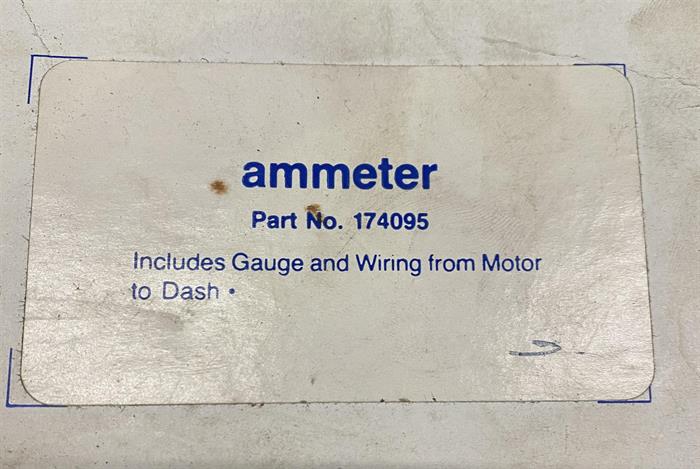 ammeter
Part No. 174095
Includes Gauge and Wiring from Motor
to Dash •